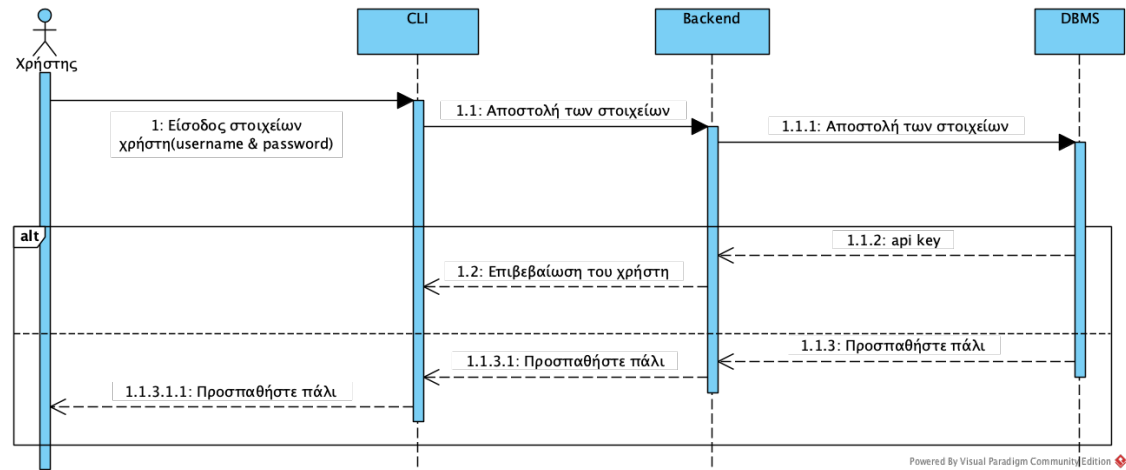 CLI
Backend
DBMS
Χρήστης
1: Είσοδος στοιχείων
χρήστη(username & password)
1.1: Αποστολή των στοιχείων
1.1.1: Αποστολή των στοιχείων
alt
1.1.2: api key
1.2: Επιβεβαίωση του χρήστη
1.1.3: Προσπαθήστε πάλι
1.1.3.1: Προσπαθήστε πάλι
1.1.3.1.1: Προσπαθήστε πάλι
Powered By Visual Paradigm Community Edition